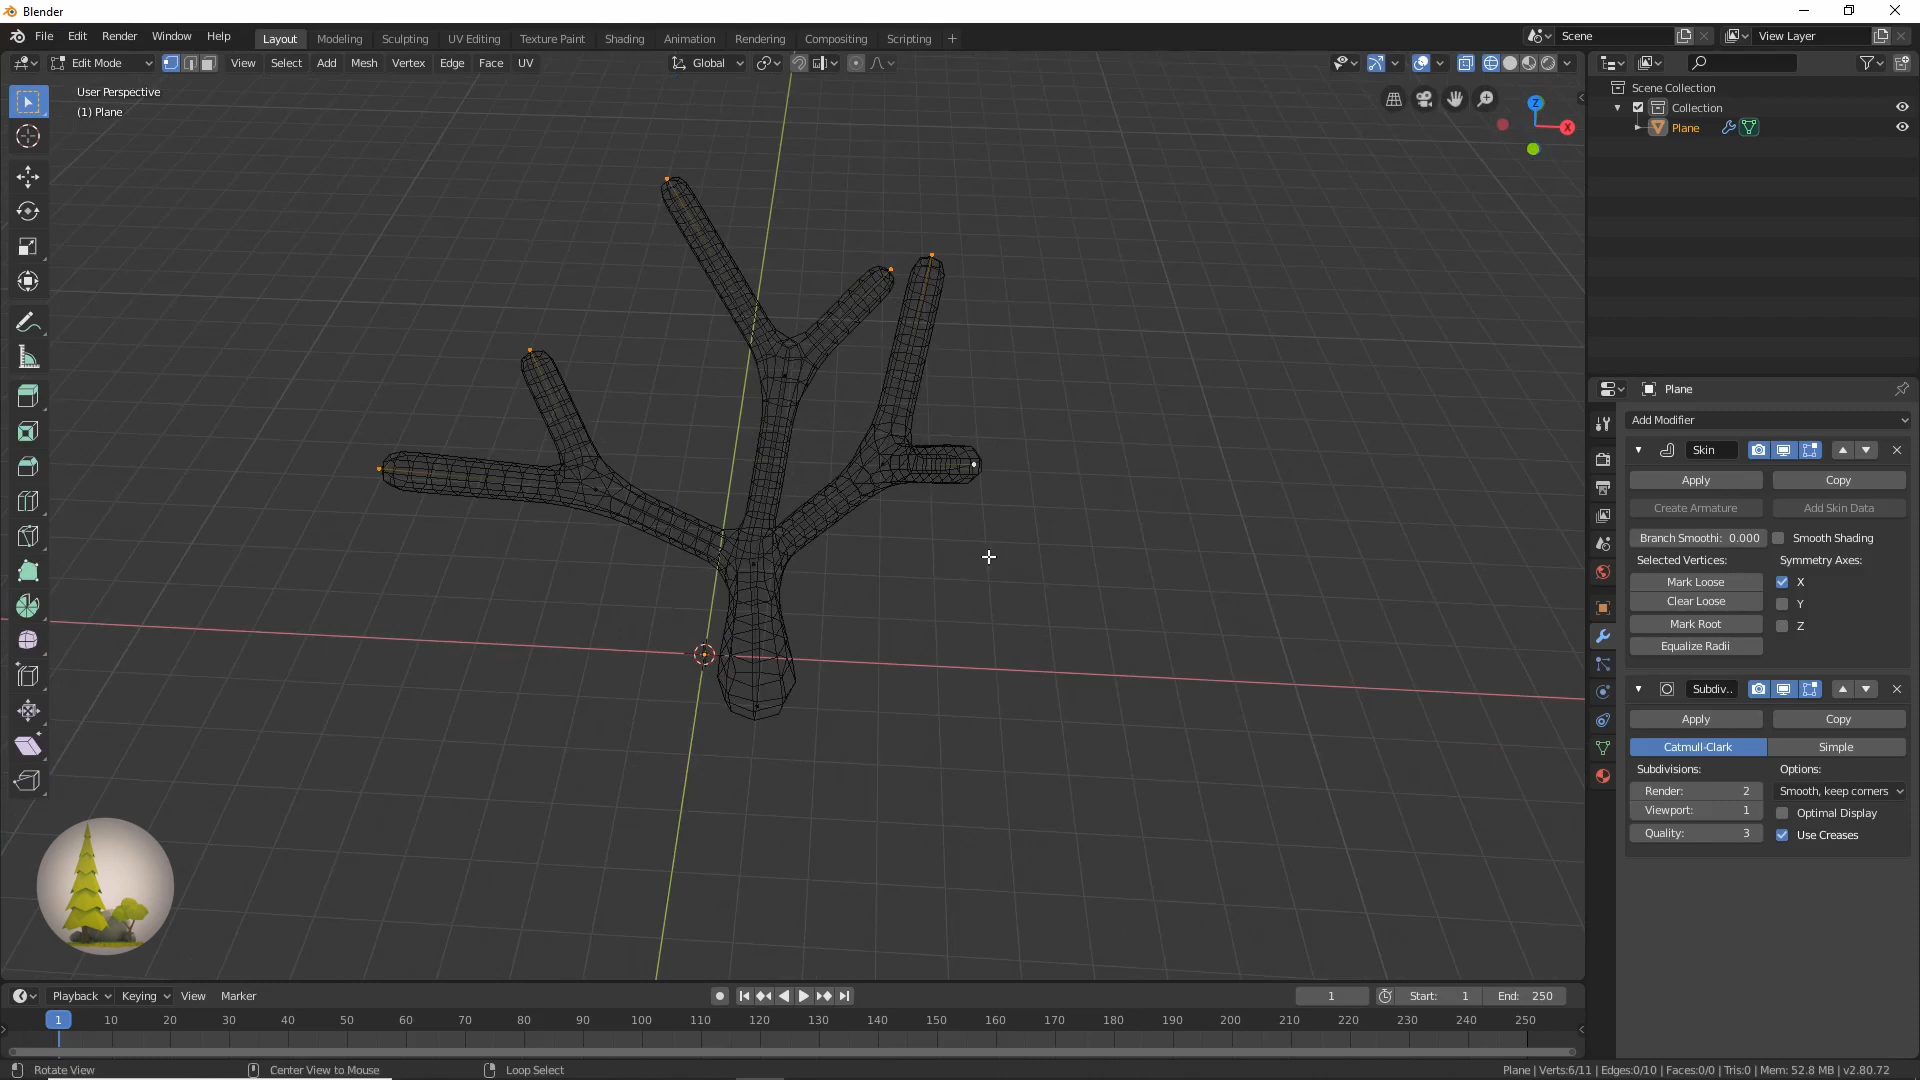 Blender
File Edit Render Window Help
Layout Modeling Sculpting UV Editing Texture Paint Shading Animation Rendering Compositing Scripting
Scene
View Layer
Edit Mode View Select Add Mesh Vertex Edge Face UV
Global
User Perspective
(1) Plane
Z
X
Scene Collection
Collection
Plane
Plane
Add Modifier
Skin
Apply
Copy
Create Armature
Add Skin Data
Branch Smoothi: 0.000
Smooth Shading
Selected Vertices:
Symmetry Axes:
Mark Loose
X
Clear Loose
Y
Mark Root
Z
Equalize Radii
Subdiv..
Apply
Copy
Catmull-Clark
Simple
Subdivisions:
Options:
Render: 2
Smooth, keep corners
Viewport: 1
Optimal Display
Quality: 3
Use Creases
Playback Keying View Marker
1
Start: 1
End: 250
1 10 20 30 40 50 60 70 80 90 100 110 120 130 140 150 160 170 180 190 200 210 220 230 240 250
Rotate View
Center View to Mouse
Loop Select
Plane | Verts:6/11 | Edges:0/10 | Faces:0/0 | Tris:0 | Mem: 52.8 MB | v2.80.72